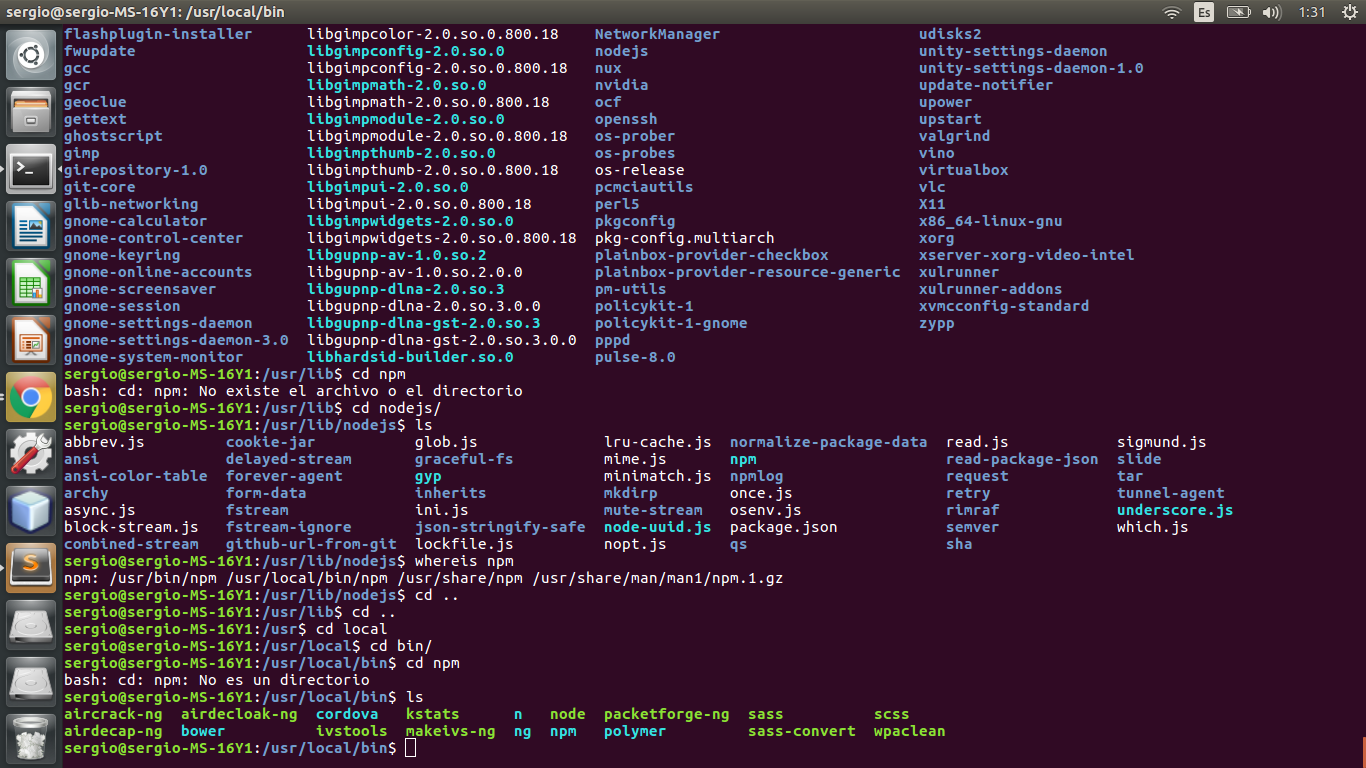 sergio@sergio-MS-16Y1: /usr/local/bin Es 1:31
flashplugin-installer libgimpcolor-2.0.so.0.800.18 NetworkManager udisks2
fwupdate libgimpconfig-2.0.so.0 nodejs unity-settings-daemon
gcc libgimpconfig-2.0.so.0.800.18 nux unity-settings-daemon-1.0
gcr libgimpmath-2.0.so.0 nvidia update-notifier
geoclue libgimpmath-2.0.so.0.800.18 ocf upower
gettext libgimpmodule-2.0.so.0 openssh upstart
ghostscript libgimpmodule-2.0.so.0.800.18 os-prober valgrind
gimp libgimpthumb-2.0.so.0 os-probes vino
girepository-1.0 libgimpthumb-2.0.so.0.800.18 os-release virtualbox
git-core libgimpui-2.0.so.0 pcmciautils vlc
glib-networking libgimpui-2.0.so.0.800.18 perl5 X11
gnome-calculator libgimpwidgets-2.0.so.0 pkgconfig x86_64-linux-gnu
gnome-control-center libgimpwidgets-2.0.so.0.800.18 pkg-config.multiarch xorg
gnome-keyring libgupnp-av-1.0.so.2 plainbox-provider-checkbox xserver-xorg-video-intel
gnome-online-accounts libgupnp-av-1.0.so.2.0.0 plainbox-provider-resource-generic xulrunner
gnome-screensaver libgupnp-dlna-2.0.so.3 pm-utils xulrunner-addons
gnome-session libgupnp-dlna-2.0.so.3.0.0 policykit-1 xvmcconfig-standard
gnome-settings-daemon libgupnp-dlna-gst-2.0.so.3 policykit-1-gnome zypp
gnome-settings-daemon-3.0 libgupnp-dlna-gst-2.0.so.3.0.0 pppd
gnome-system-monitor libhardsid-builder.so.0 pulse-8.0
sergio@sergio-MS-16Y1:/usr/lib$ cd npm
bash: cd: npm: No existe el archivo o el directorio
sergio@sergio-MS-16Y1:/usr/lib$ cd nodejs/
sergio@sergio-MS-16Y1:/usr/lib/nodejs$ ls
abbrev.js cookie-jar glob.js lru-cache.js normalize-package-data read.js sigmund.js
ansi delayed-stream graceful-fs mime.js npm read-package-json slide
ansi-color-table forever-agent gyp minimatch.js npmlog request tar
archy form-data inherits mkdirp once.js retry tunnel-agent
async.js fstream ini.js mute-stream osenv.js rimraf underscore.js
block-stream.js fstream-ignore json-stringify-safe node-uuid.js package.json semver which.js
combined-stream github-url-from-git lockfile.js nopt.js qs sha
sergio@sergio-MS-16Y1:/usr/lib/nodejs$ whereis npm
npm: /usr/bin/npm /usr/local/bin/npm /usr/share/npm /usr/share/man/man1/npm.1.gz
sergio@sergio-MS-16Y1:/usr/lib/nodejs$ cd ..
sergio@sergio-MS-16Y1:/usr/lib$ cd ..
sergio@sergio-MS-16Y1:/usr$ cd local
sergio@sergio-MS-16Y1:/usr/local$ cd bin/
sergio@sergio-MS-16Y1:/usr/local/bin$ cd npm
bash: cd: npm: No es un directorio
sergio@sergio-MS-16Y1:/usr/local/bin$ ls
aircrack-ng airdecloak-ng cordova kstats n node packetforge-ng sass scss
airdecap-ng bower ivstools makeivs-ng ng npm polymer sass-convert wpaclean
sergio@sergio-MS-16Y1:/usr/local/bin$